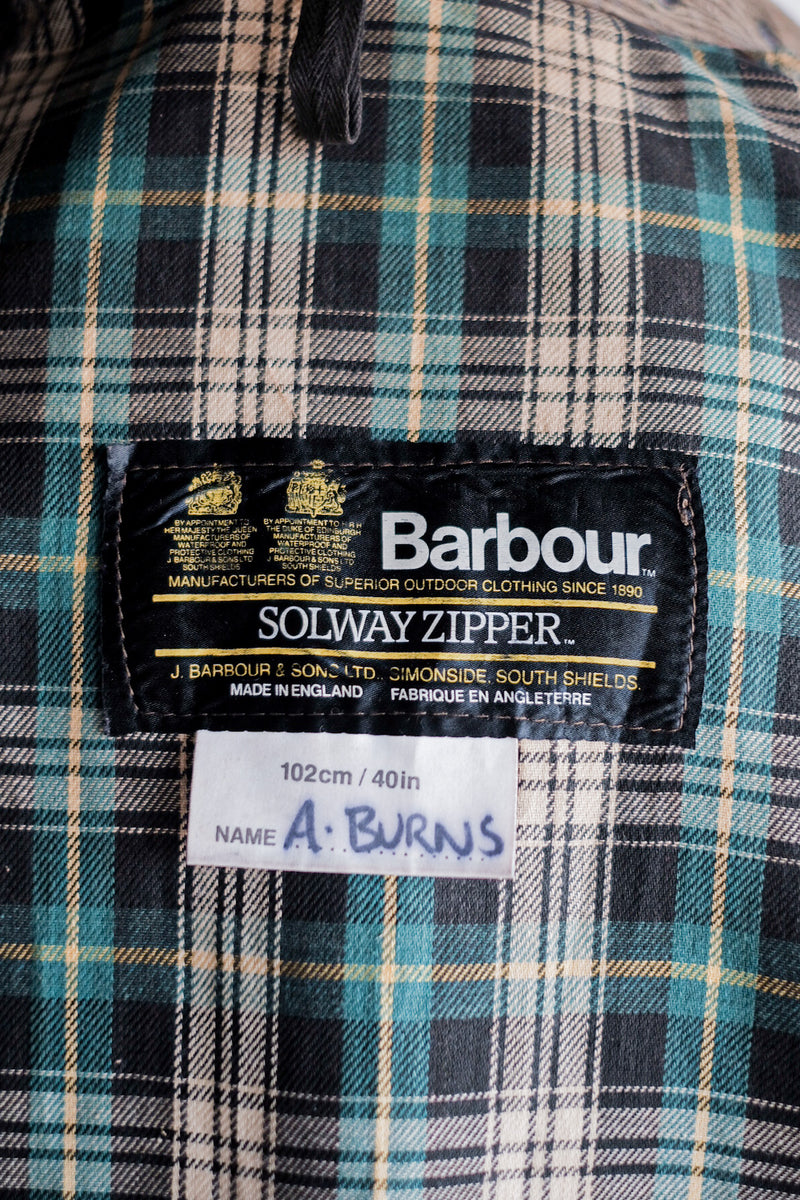 BY APPOINTMENT TO
HER MAJESTY THE QUEEN
MANUFACTURERS OF
WATERPROOF AND
PROTECTIVE CLOTHING
J BARBOUR & SONS LTD
SOUTH SHIELDS
BY APPOINTMENT TO H R H
THE DUKE OF EDINBURGH
MANUFACTURERS OF
WATERPROOF AND
PROTECTIVE CLOTHING
J BARBOUR & SONS LTD
SOUTH SHIELDS
Barbour™
MANUFACTURERS OF SUPERIOR OUTDOOR CLOTHING SINCE 1890
SOLWAY ZIPPER™
J. BARBOUR & SONS LTD., SIMONSIDE, SOUTH SHIELDS.
MADE IN ENGLAND FABRIQUE EN ANGLETERRE
102cm / 40in
NAME A. BURNS